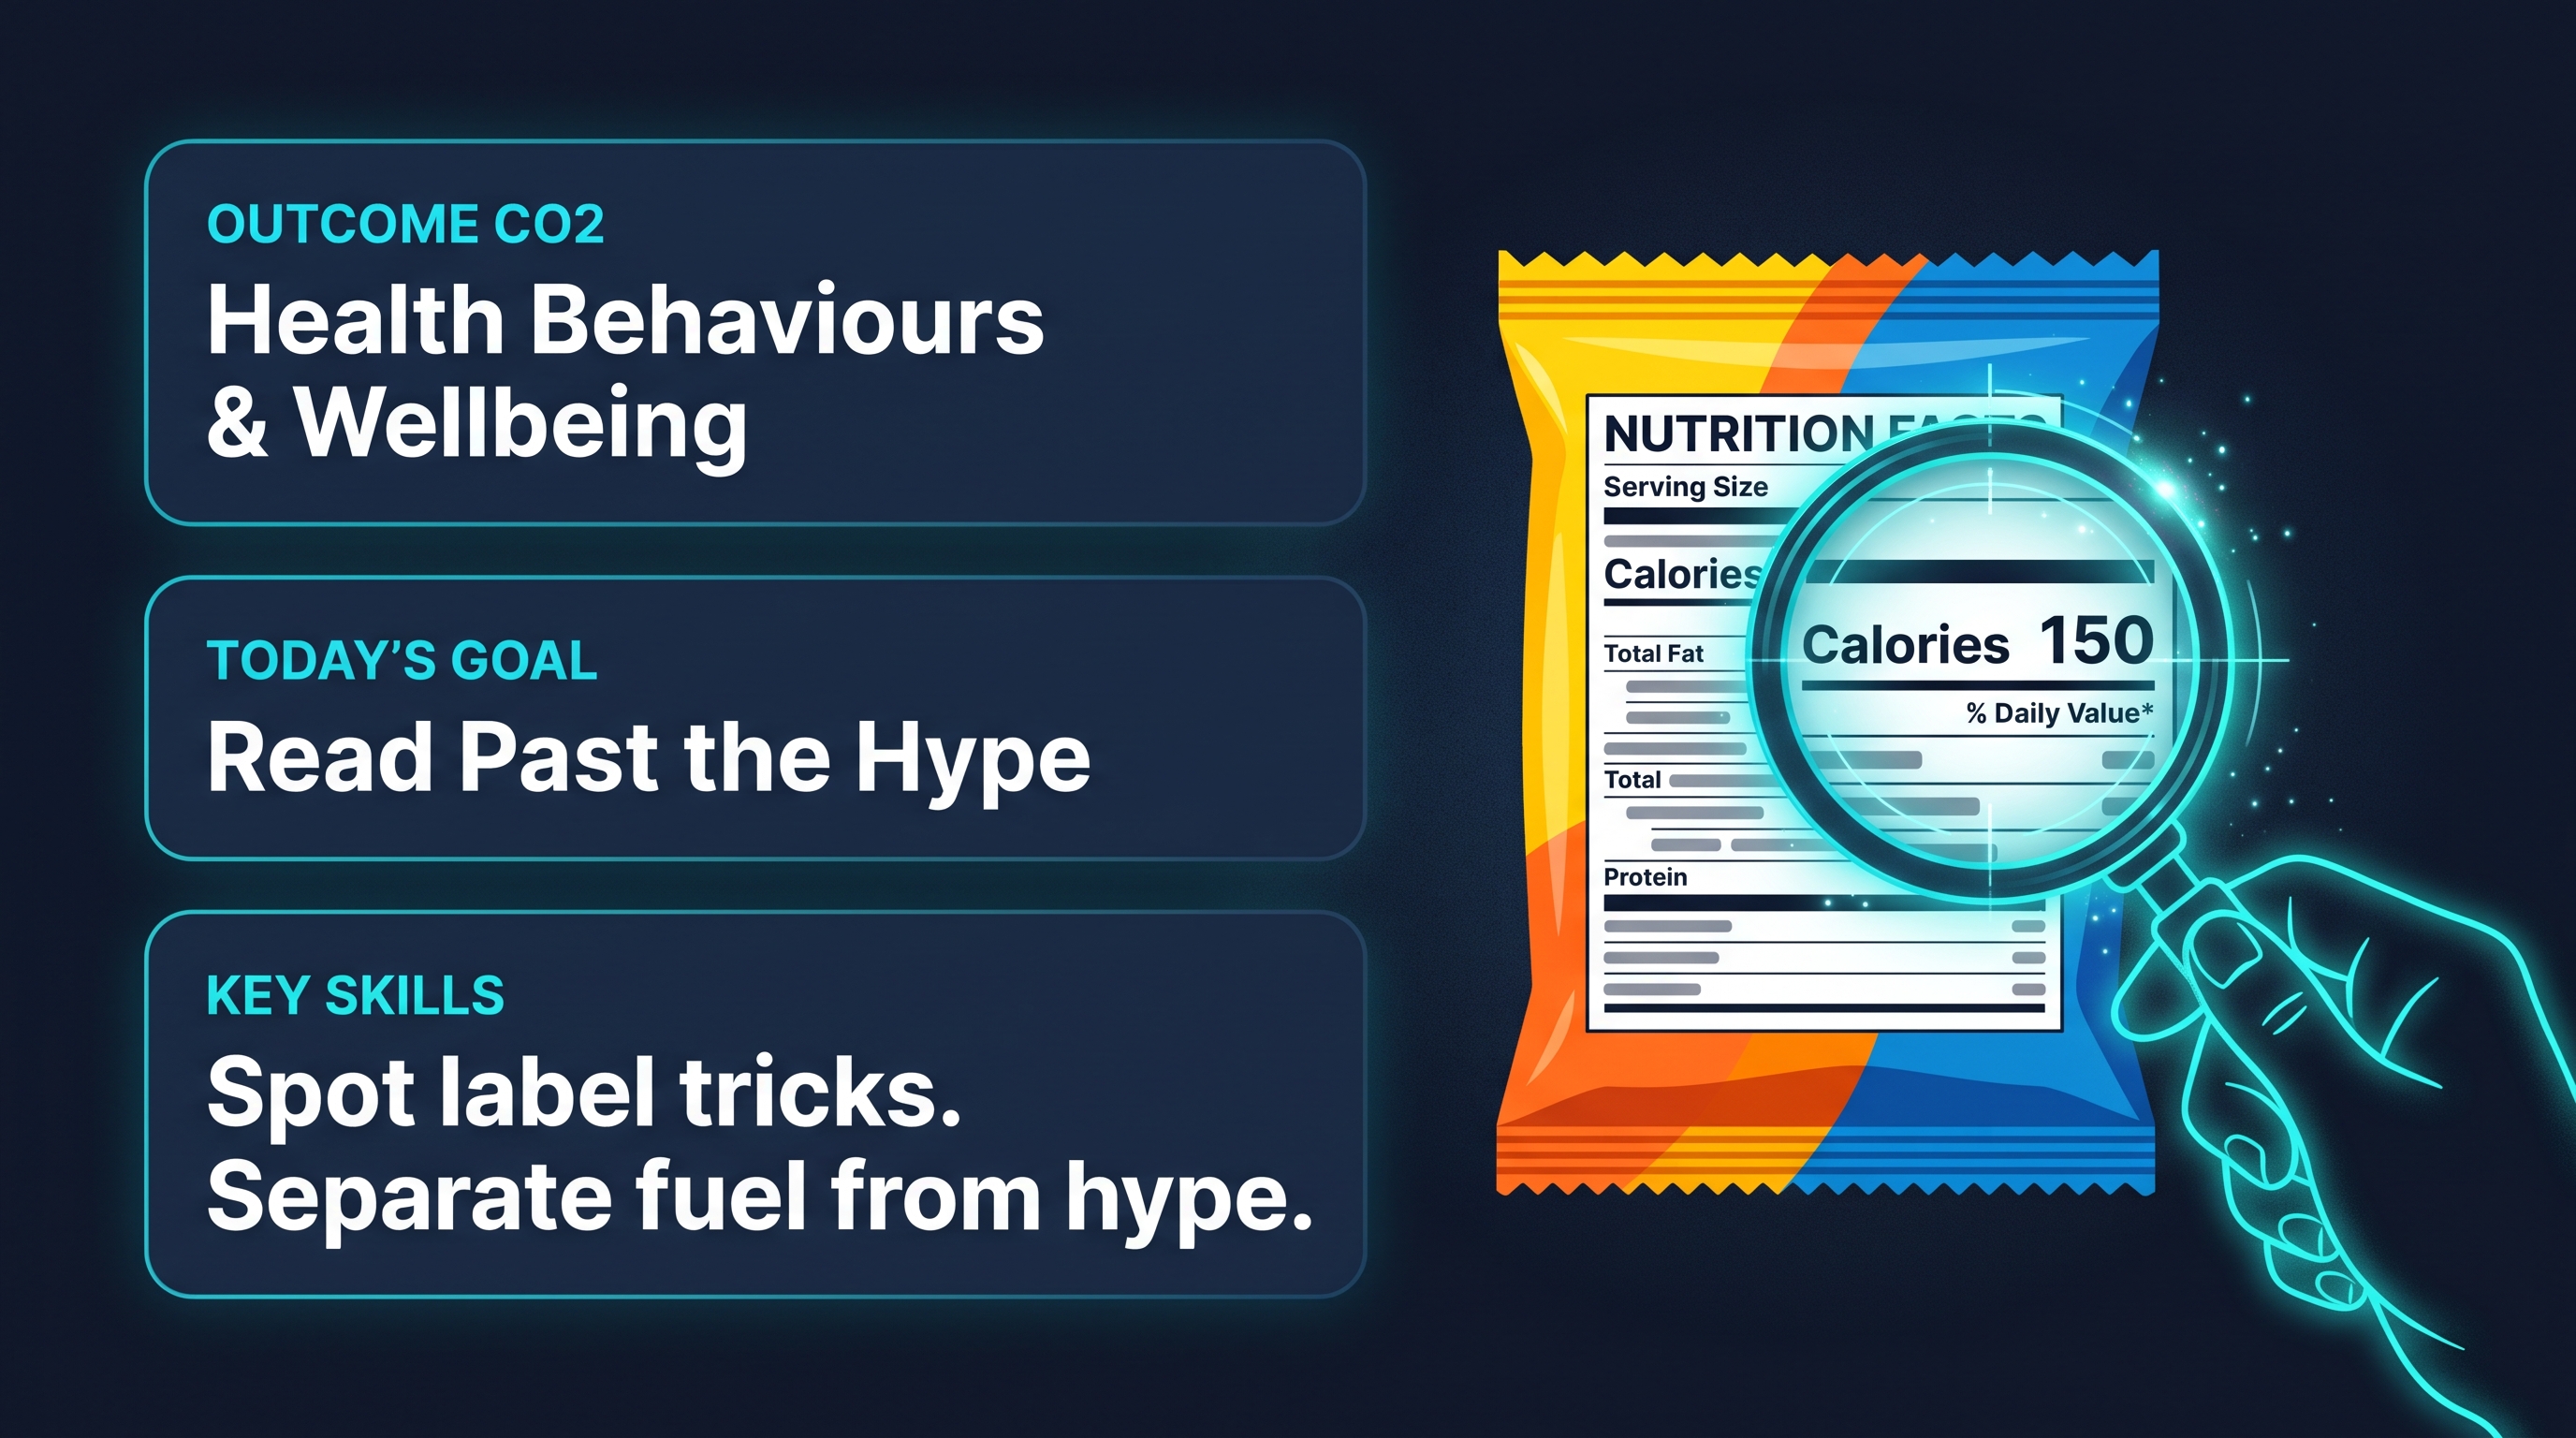 OUTCOME CO2
Health Behaviours
& Wellbeing
TODAY’S GOAL
Read Past the Hype
KEY SKILLS
Spot label tricks.
Separate fuel from hype.
NUTRITION FACTS
Serving Size
Calories
Total Fat
Total
Protein
Calories 150
% Daily Value*